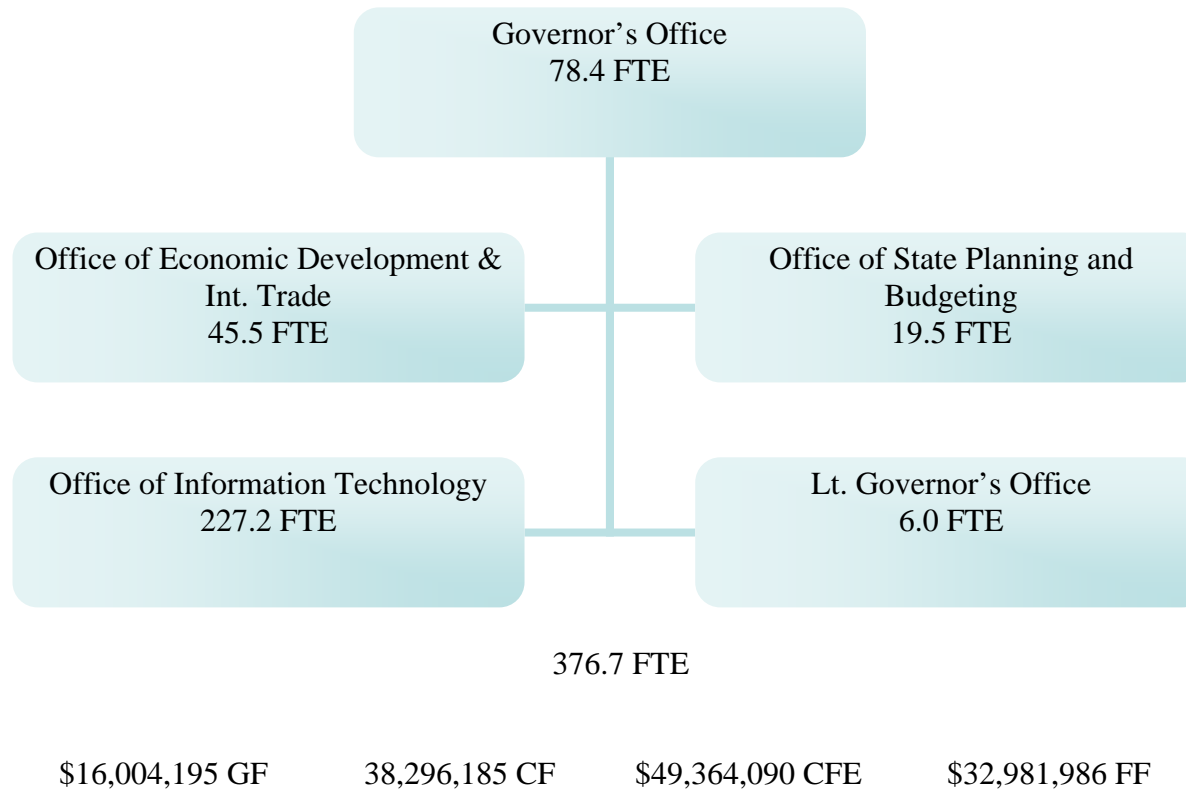 Governor’s Office
78.4 FTE
Office of Economic Development &
Int. Trade
45.5 FTE
Office of State Planning and
Budgeting
19.5 FTE
Office of Information Technology
227.2 FTE
Lt. Governor’s Office
6.0 FTE
376.7 FTE
$16,004,195 GF 38,296,185 CF $49,364,090 CFE $32,981,986 FF